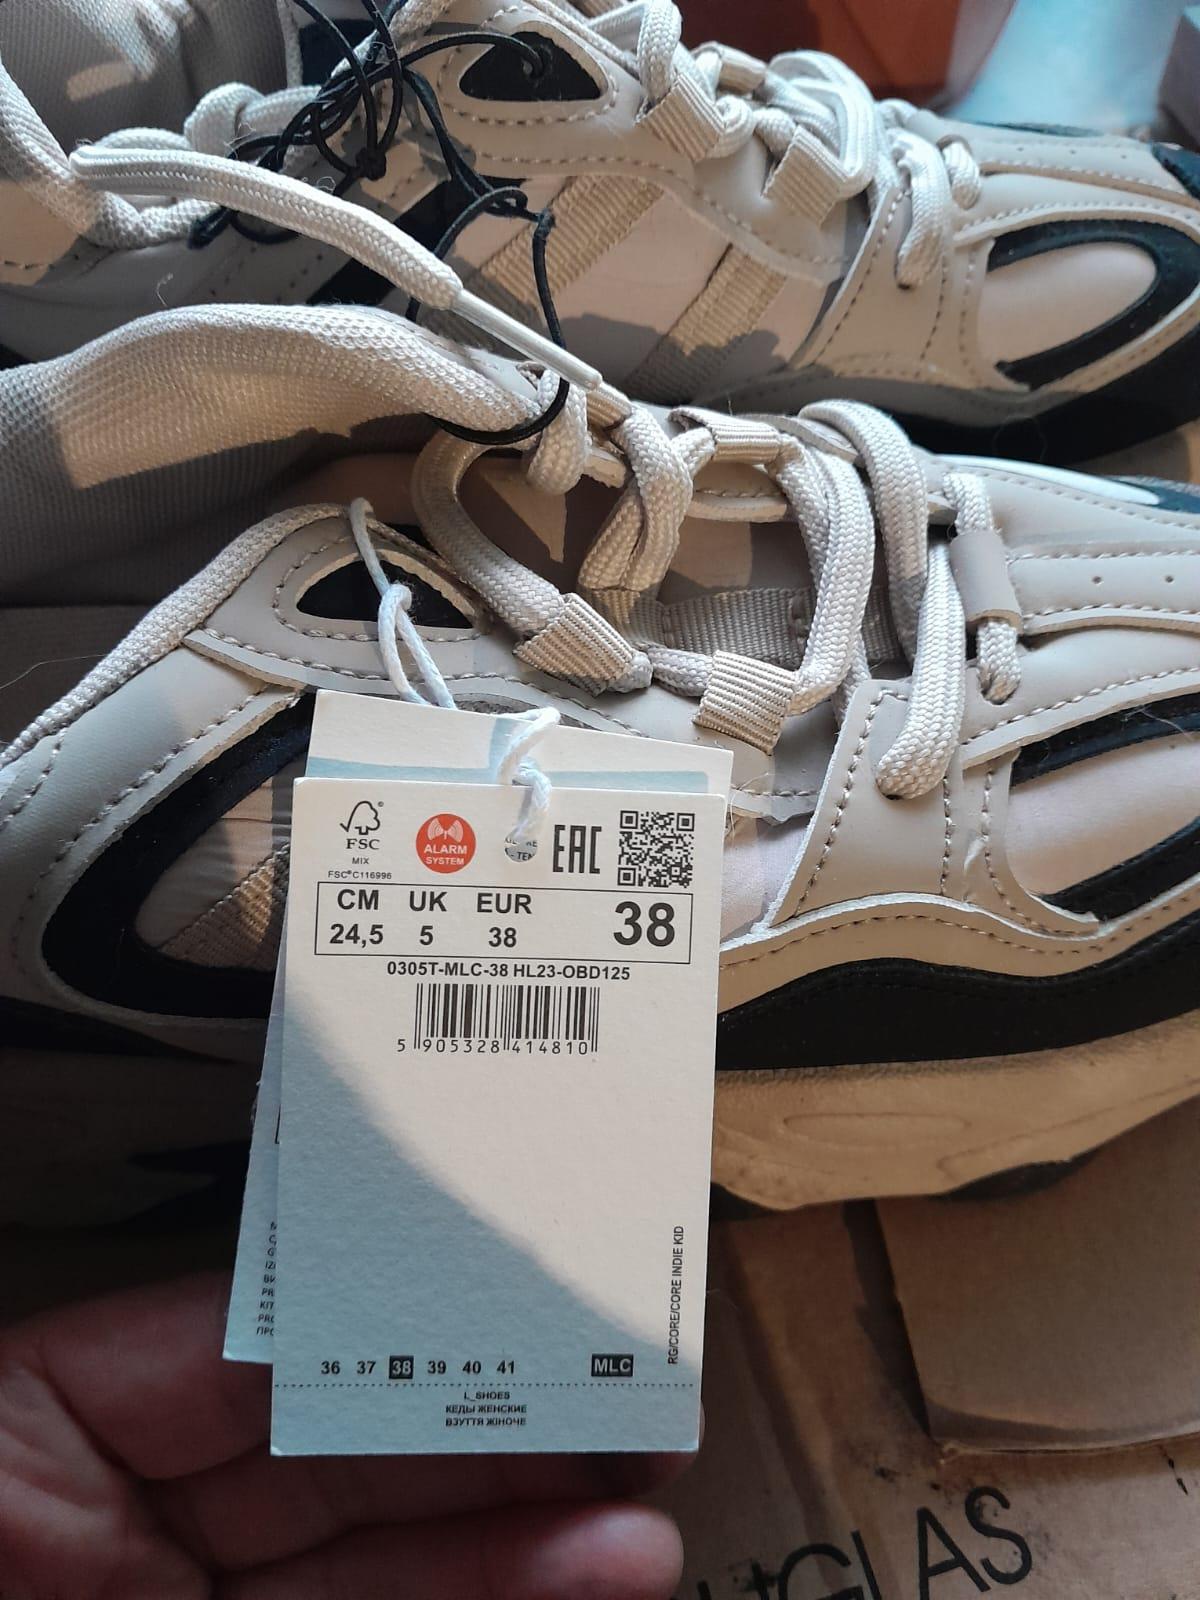 FSC
MIX
FSC® C116996
ALARM
SYSTEM
EAC
CM UK EUR
24,5 5 38
38
0305T-MLC-38 HL23-OBD125
5 905328 414810
RG/CORE/CORE INDIE KID
36 37 38 39 40 41 MLC
L_SHOES
КЕДЫ ЖЕНСКИЕ
ВЗУТТЯ ЖІНОЧЕ
GLAS